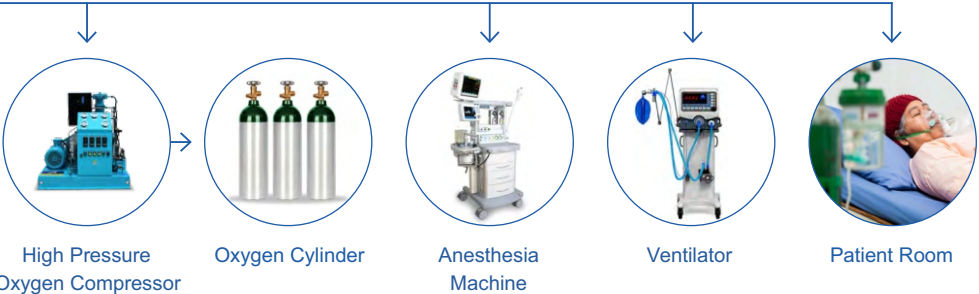 High Pressure
Oxygen Compressor
Oxygen Cylinder
Anesthesia
Machine
Ventilator
Patient Room